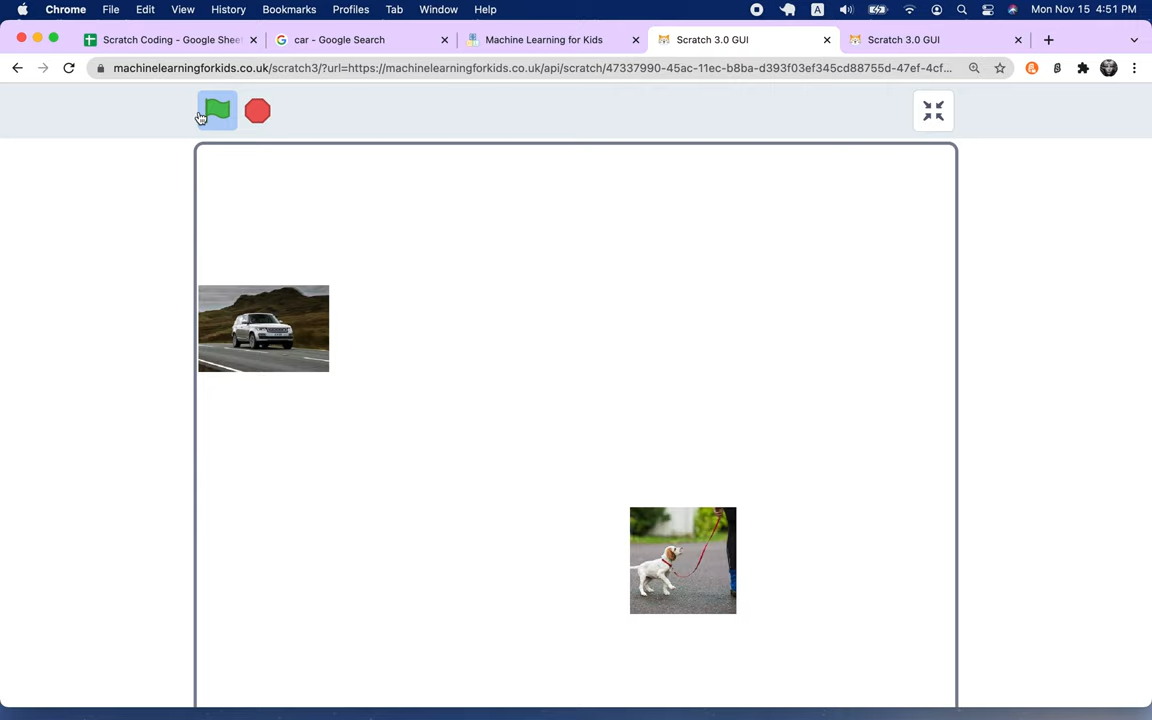 Chrome File Edit View History Bookmarks Profiles Tab Window Help A Mon Nov 15 4:51 PM
Scratch Coding - Google Shee car - Google Search Machine Learning for Kids Scratch 3.0 GUI Scratch 3.0 GUI
machinelearningforkids.co.uk/scratch3/?url=https://machinelearningforkids.co.uk/api/scratch/47337990-45ac-11ec-b8ba-d393f03ef345cd88755d-47ef-4cf...